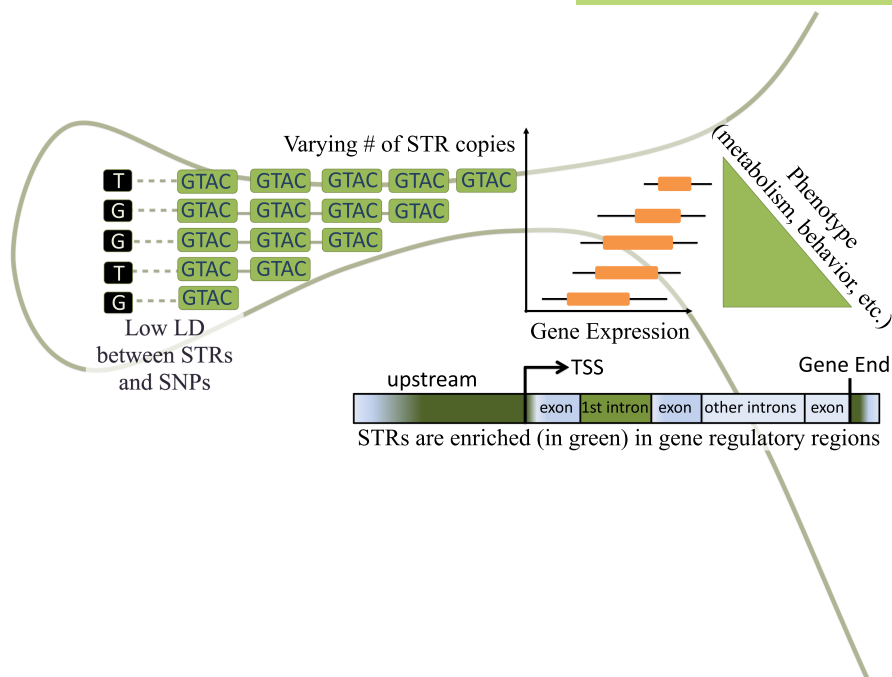 Varying # of STR copies
T GTAC GTAC GTAC GTAC GTAC
G GTAC GTAC GTAC GTAC
G GTAC GTAC GTAC
T GTAC GTAC
G GTAC
Low LD
between STRs
and SNPs
Gene Expression
Phenotype
(metabolism, behavior, etc.)
upstream
TSS
Gene End
exon 1st intron exon other introns exon
STRs are enriched (in green) in gene regulatory regions